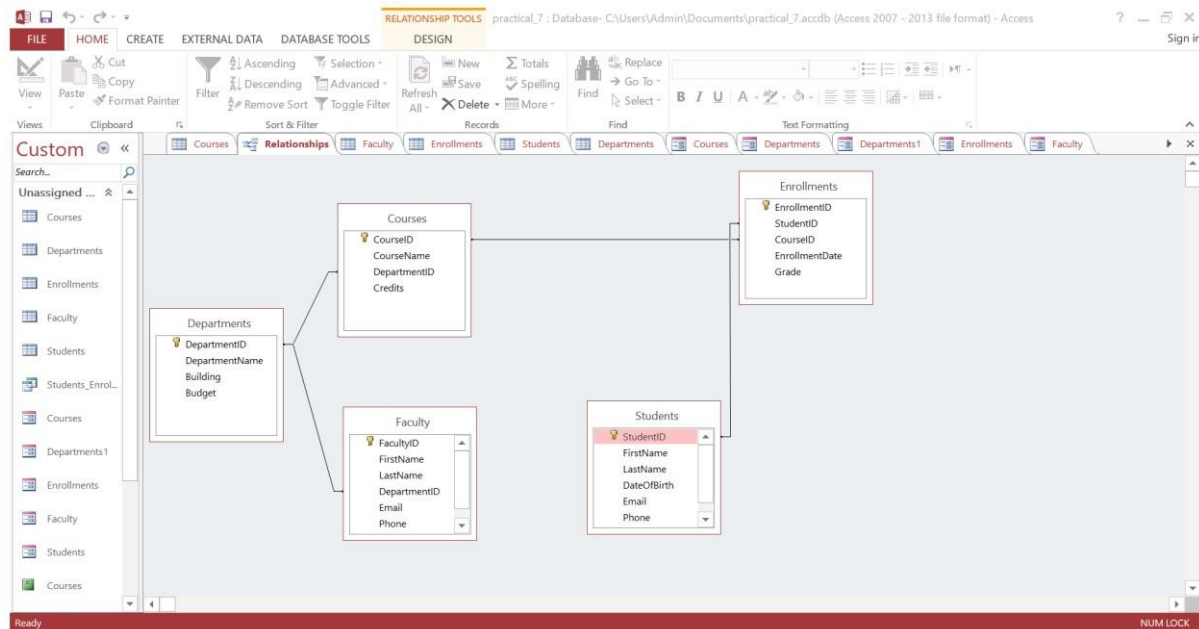 RELATIONSHIP TOOLS practical_7 : Database- C:\Users\Admin\Documents\practical_7.accdb (Access 2007 - 2013 file format) - Access ?
FILE HOME CREATE EXTERNAL DATA DATABASE TOOLS DESIGN Sign in
View
Paste
Cut
Copy
Format Painter
Filter
Ascending
Descending
Remove Sort
Selection
Advanced
Toggle Filter
Refresh All
New
Save
Delete
Totals
Spelling
More
Find
Replace
Go To
Select
B I U A
Views Clipboard Sort & Filter Records Find Text Formatting
Custom
Courses Relationships Faculty Enrollments Students Departments Courses Departments Departments1 Enrollments Faculty
Search...
Unassigned ...
Courses
Departments
Enrollments
Faculty
Students
Students_Enrol...
Courses
Departments1
Enrollments
Faculty
Students
Courses
Departments
DepartmentID
DepartmentName
Building
Budget
Courses
CourseID
CourseName
DepartmentID
Credits
Faculty
FacultyID
FirstName
LastName
DepartmentID
Email
Phone
Students
StudentID
FirstName
LastName
DateOfBirth
Email
Phone
Enrollments
EnrollmentID
StudentID
CourseID
EnrollmentDate
Grade
Ready NUM LOCK